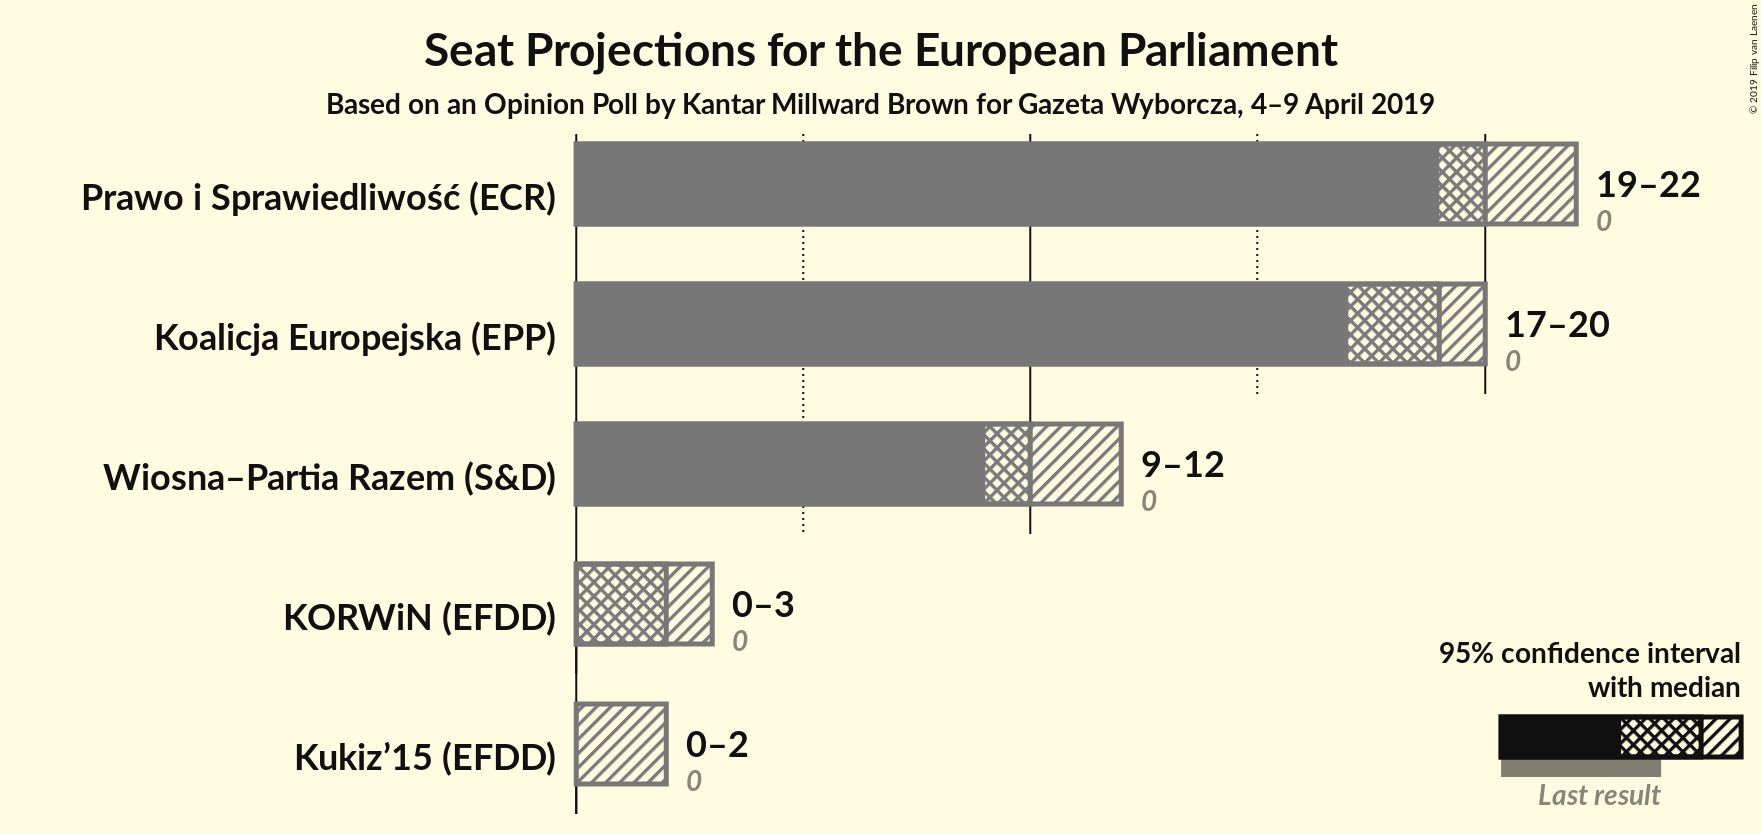 Seat Projections for the European Parliament
Based on an Opinion Poll by Kantar Millward Brown for Gazeta Wyborcza, 4–9 April 2019
© 2019 Filip van Laenen
Prawo i Sprawiedliwość (ECR)
19–22
0
Koalicja Europejska (EPP)
17–20
0
Wiosna–Partia Razem (S&D)
9–12
0
KORWiN (EFDD)
0–3
0
Kukiz’15 (EFDD)
0–2
0
95% confidence interval
with median
Last result